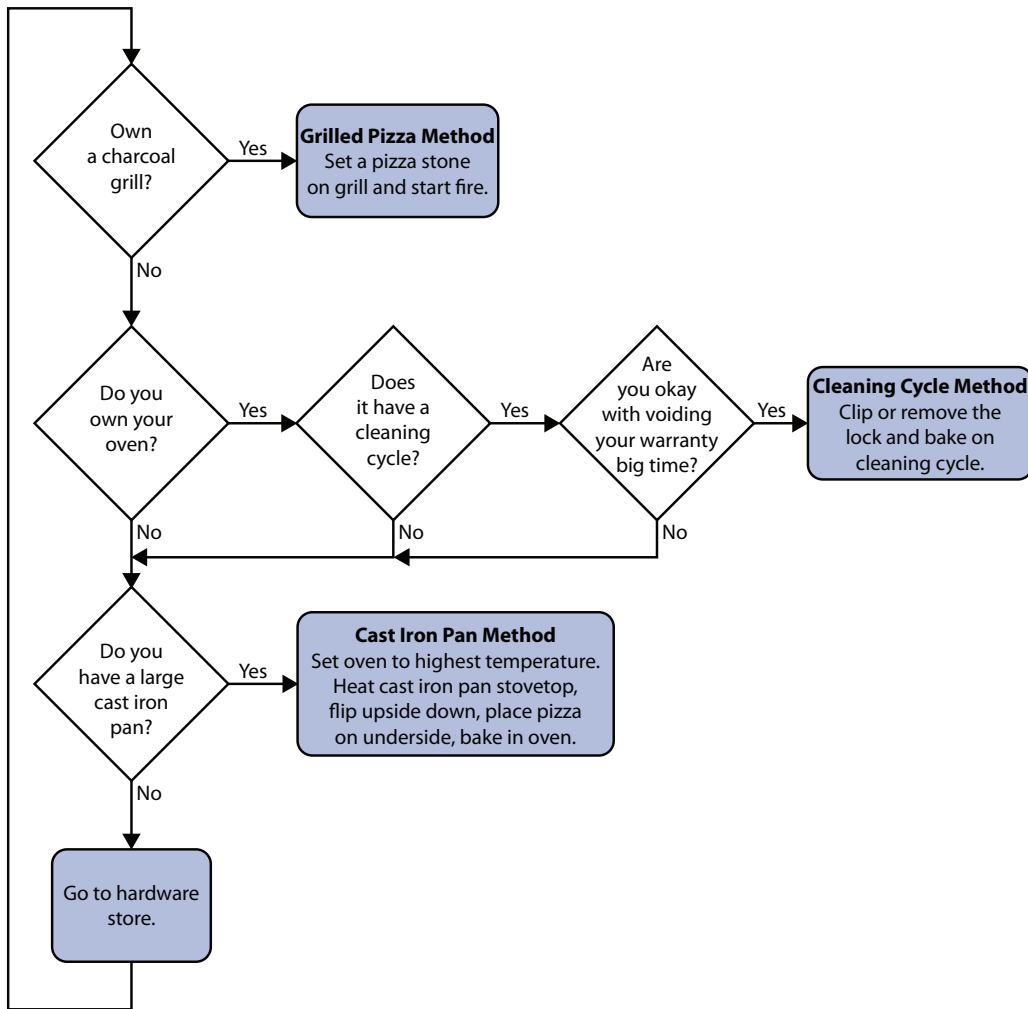 Own
a charcoal
grill?
Yes
Grilled Pizza Method
Set a pizza stone
on grill and start fire.
No
Do you
own your
oven?
Yes
Does
it have a
cleaning
cycle?
Yes
Are
you okay
with voiding
your warranty
big time?
Yes
Cleaning Cycle Method
Clip or remove the
lock and bake on
cleaning cycle.
No
No
No
Do you
have a large
cast iron
pan?
Yes
Cast Iron Pan Method
Set oven to highest temperature.
Heat cast iron pan stovetop,
flip upside down, place pizza
on underside, bake in oven.
No
Go to hardware
store.